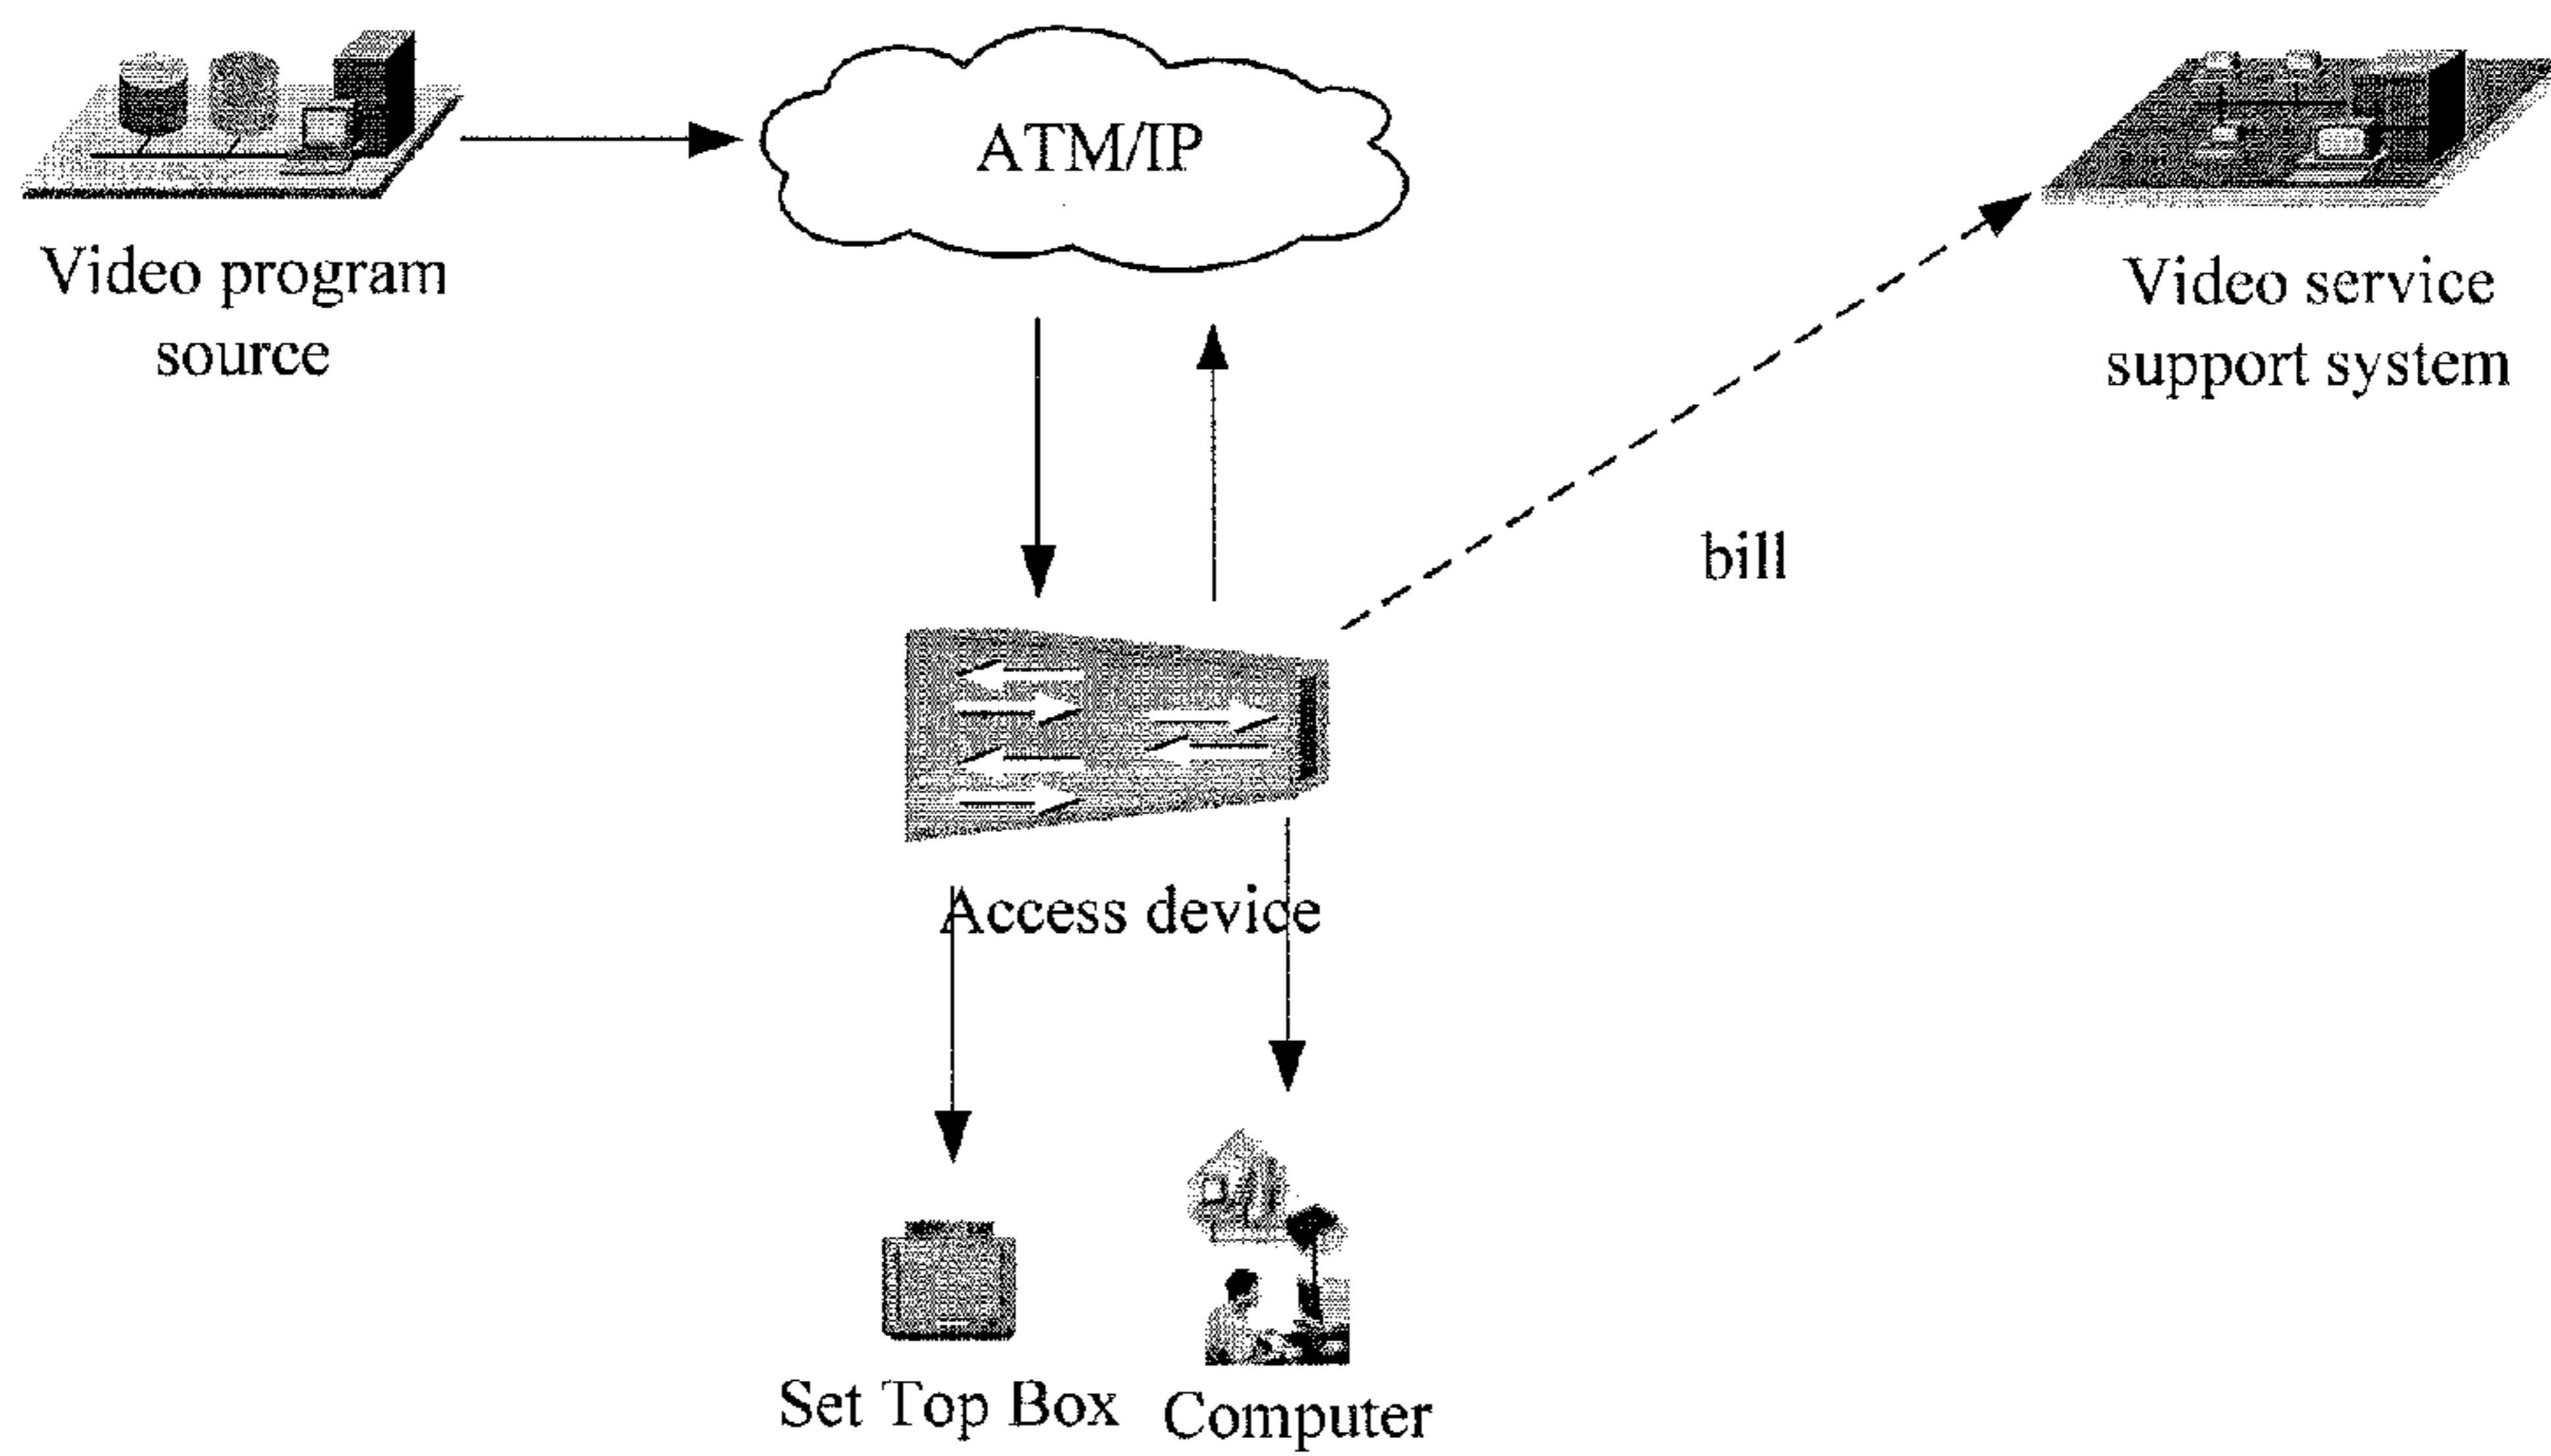 ATM/IP
Video program
source
Video service
support system
bill
Access device
Set Top Box
Computer